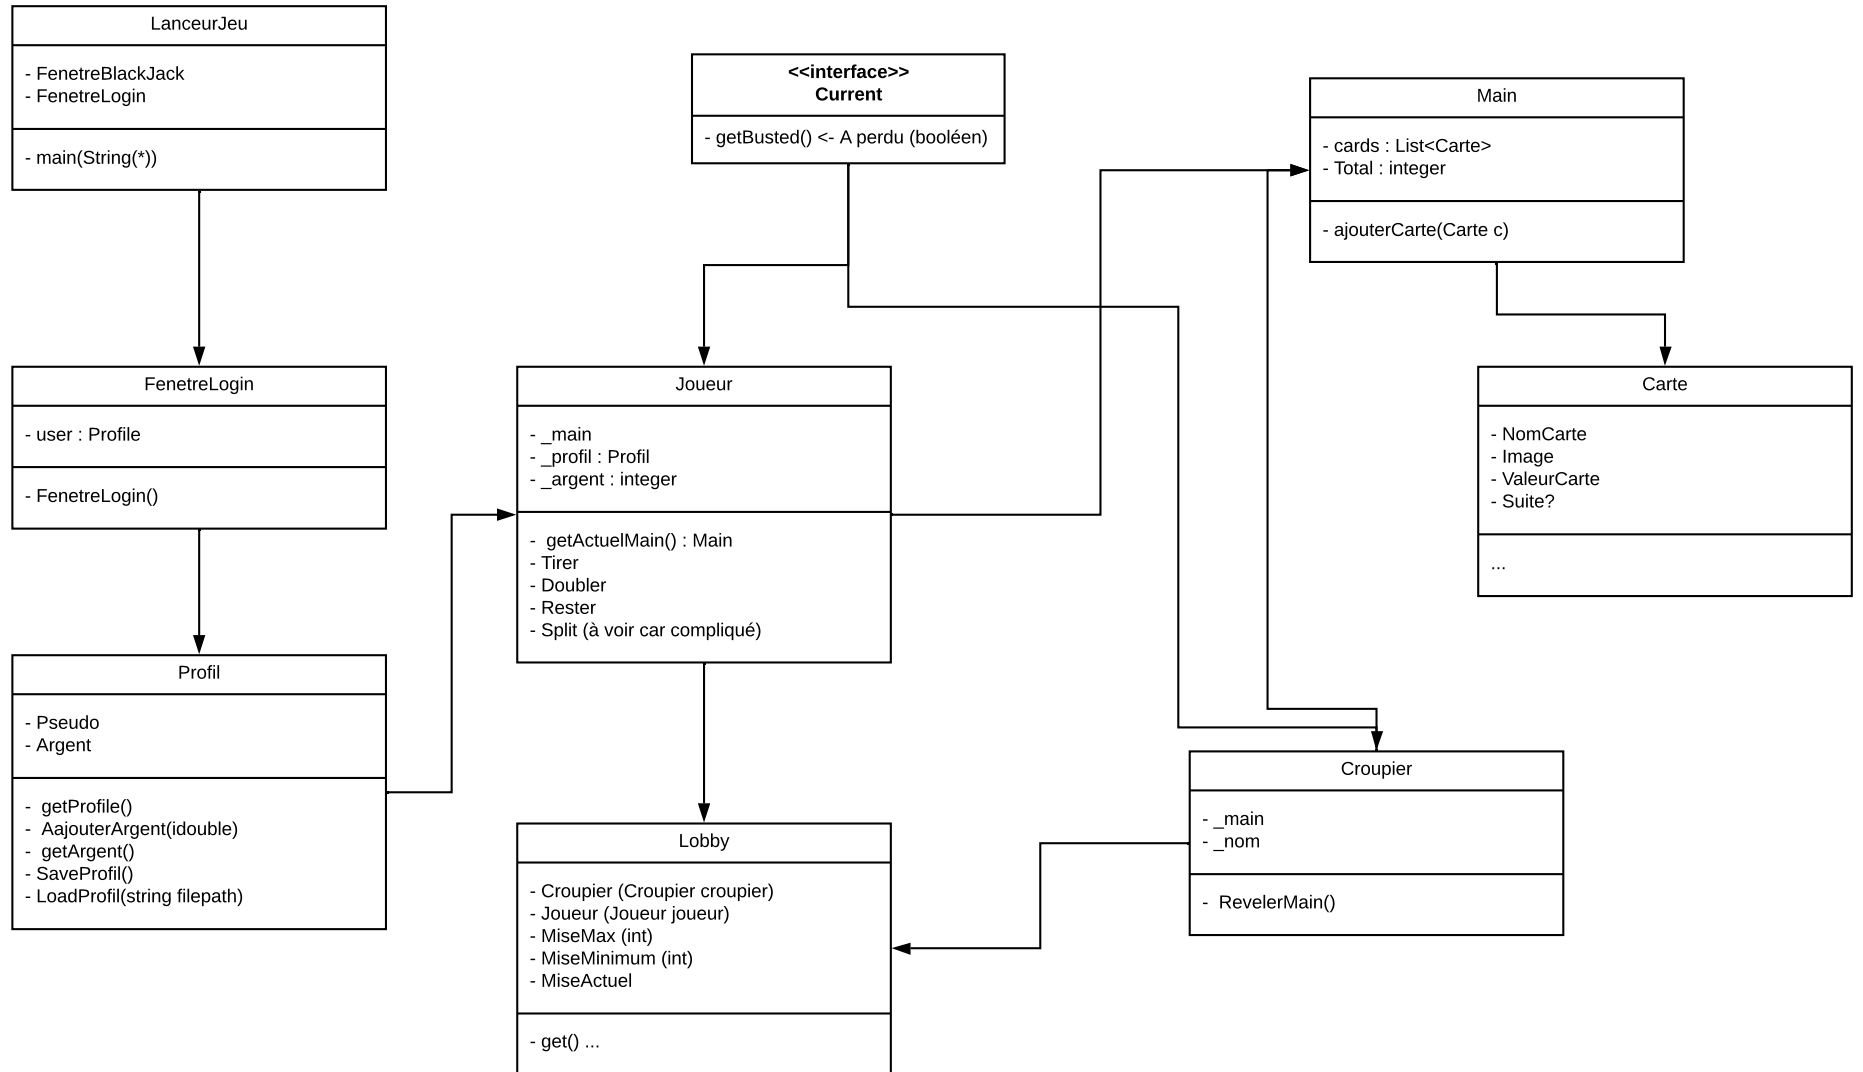 LanceurJeu
- FenetreBlackJack
- FenetreLogin
- main(String(*))
<<interface>>
Current
- getBusted() <- A perdu (booléen)
Main
- cards : List<Carte>
- Total : integer
- ajouterCarte(Carte c)
FenetreLogin
- user : Profile
- FenetreLogin()
Joueur
- _main
- _profil : Profil
- _argent : integer
-  getActuelMain() : Main
- Tirer
- Doubler
- Rester
- Split (à voir car compliqué)
Carte
- NomCarte
- Image
- ValeurCarte
- Suite?
...
Profil
- Pseudo
- Argent
-  getProfile()
-  AajouterArgent(idouble)
-  getArgent()
- SaveProfil()
- LoadProfil(string filepath)
Lobby
- Croupier (Croupier croupier)
- Joueur (Joueur joueur)
- MiseMax (int)
- MiseMinimum (int)
- MiseActuel
- get() ...
Croupier
- _main
- _nom
-  RevelerMain()